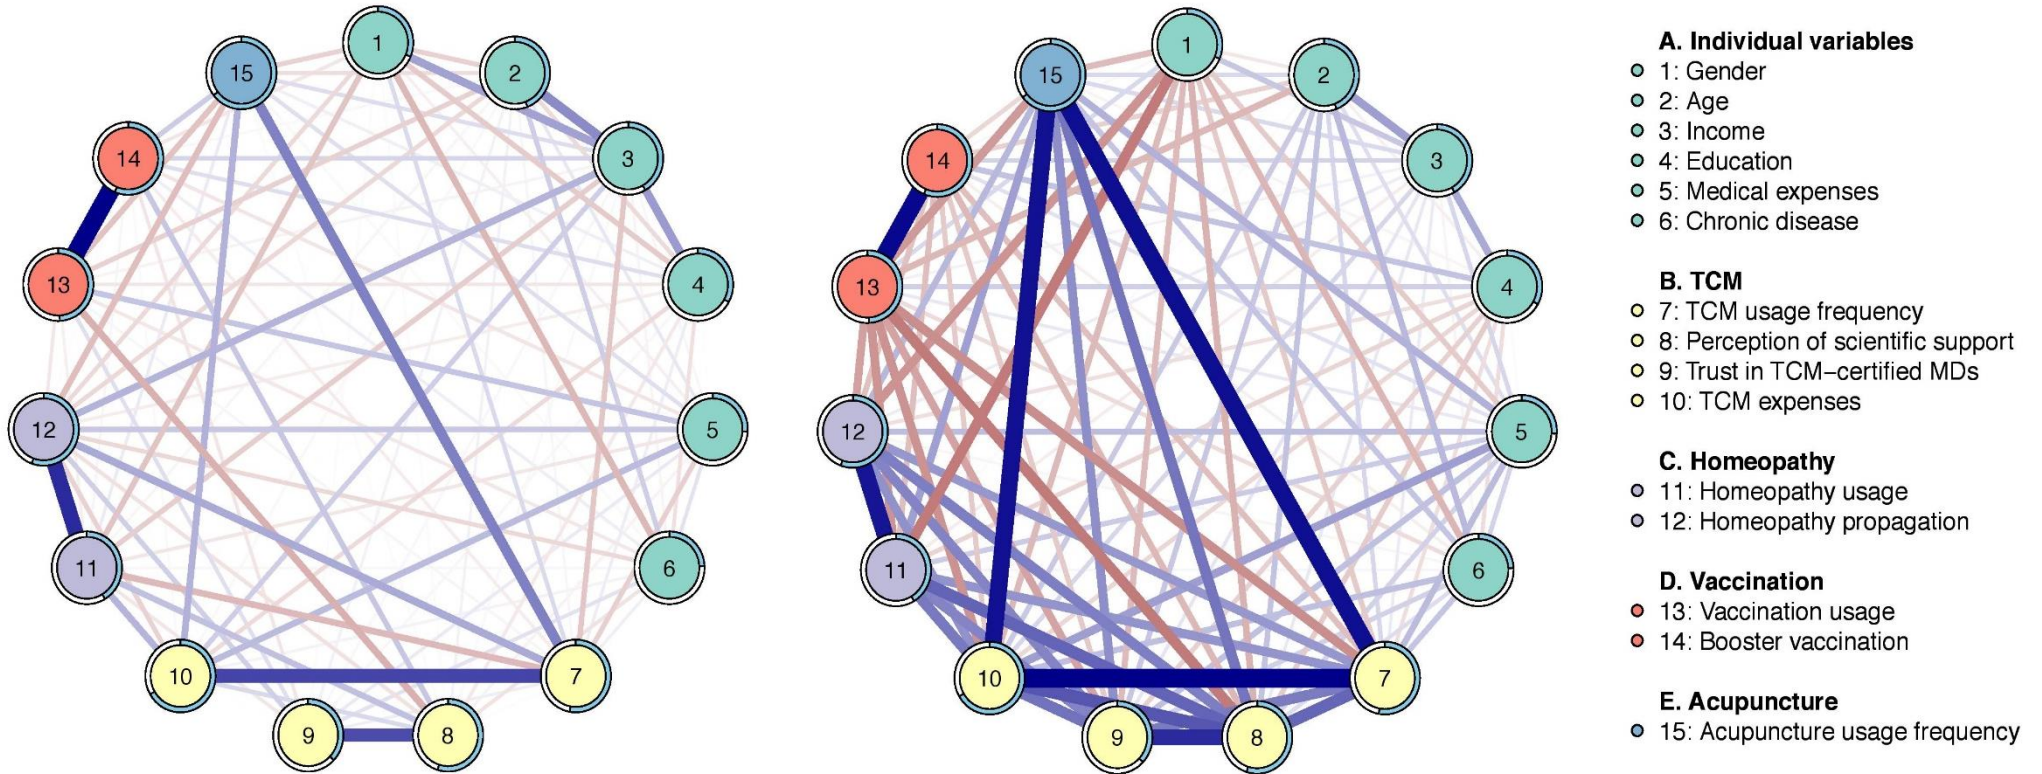 1
2
3
4
5
6
7
8
9
10
11
12
13
14
15
1
2
3
4
5
6
7
8
9
10
11
12
13
14
15
A. Individual variables
1: Gender
2: Age
3: Income
4: Education
5: Medical expenses
6: Chronic disease
B. TCM
7: TCM usage frequency
8: Perception of scientific support
9: Trust in TCM−certified MDs
10: TCM expenses
C. Homeopathy
11: Homeopathy usage
12: Homeopathy propagation
D. Vaccination
13: Vaccination usage
14: Booster vaccination
E. Acupuncture
15: Acupuncture usage frequency